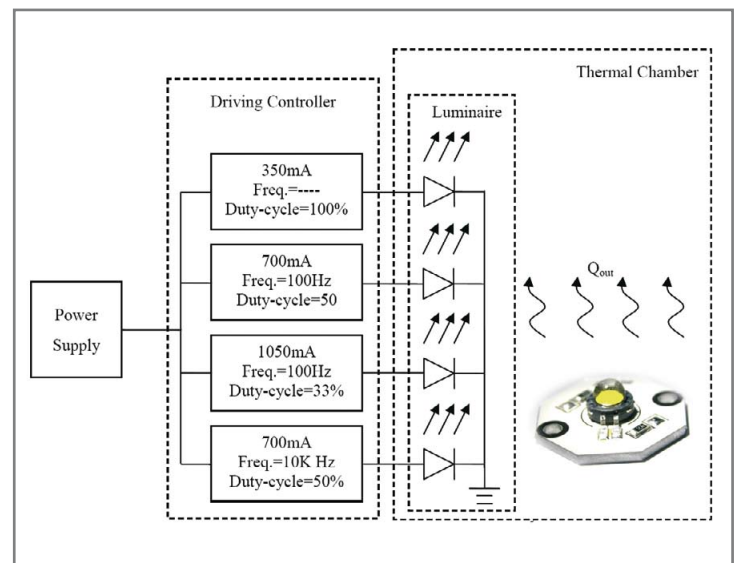 Thermal Chamber
Driving Controller
Luminaire
350mA
Freq.=----
Duty-cycle=100%
700mA
Freq.=100Hz
Duty-cycle=50
Qout
Power
Supply
1050mA
Freq.=100Hz
Duty-cycle=33%
700mA
Freq.=10K Hz
Duty-cycle=50%